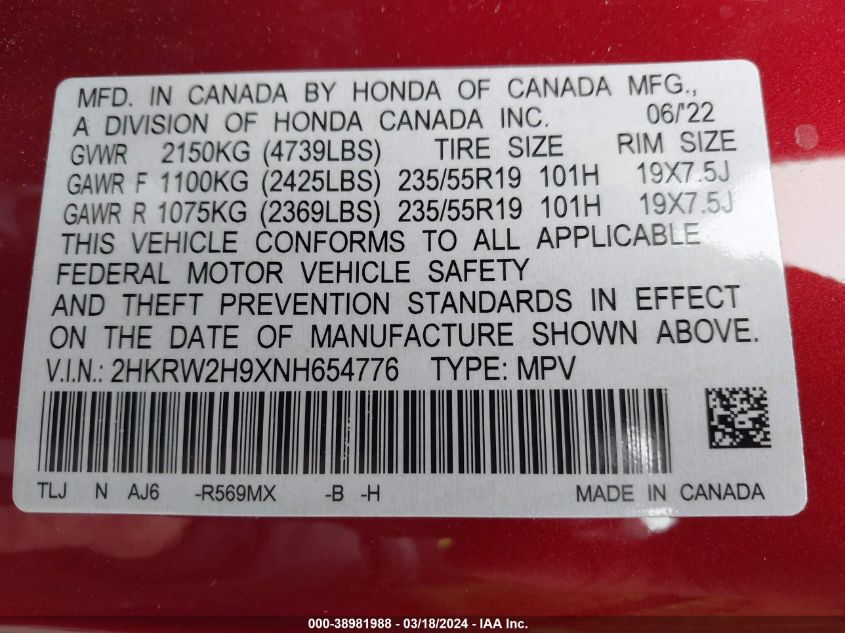 MFD. IN CANADA BY HONDA OF CANADA MFG.,
A DIVISION OF HONDA CANADA INC. 06/'22
GVWR 2150KG (4739LBS) TIRE SIZE RIM SIZE
GAWR F 1100KG (2425LBS) 235/55R19 101H 19X7.5J
GAWR R 1075KG (2369LBS) 235/55R19 101H 19X7.5J
THIS VEHICLE CONFORMS TO ALL APPLICABLE
FEDERAL MOTOR VEHICLE SAFETY
AND THEFT PREVENTION STANDARDS IN EFFECT
ON THE DATE OF MANUFACTURE SHOWN ABOVE.
V.I.N.: 2HKRW2H9XNH654776 TYPE: MPV
TLJ N AJ6 -R569MX -B -H MADE IN CANADA
000-38981988 - 03/18/2024 - IAA Inc.